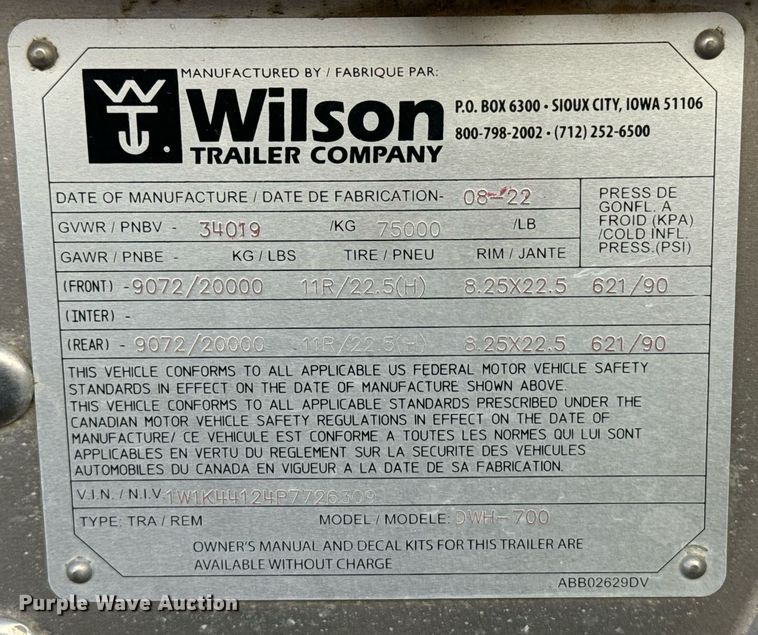 MANUFACTURED BY / FABRIQUE PAR:
WT.
Wilson
TRAILER COMPANY
P.O. BOX 6300 • SIOUX CITY, IOWA 51106
800-798-2002 • (712) 252-6500
DATE OF MANUFACTURE / DATE DE FABRICATION- 08-22
GVWR / PNBV - 34019 /KG 75000 /LB
GAWR / PNBE - KG / LBS TIRE / PNEU RIM / JANTE
PRESS DE
GONFL. A
FROID (KPA)
/COLD INFL.
PRESS.(PSI)
(FRONT) -9072/20000 11R/22.5(H) 8.25X22.5 621/90
(INTER) -
(REAR) -9072/20000 11R/22.5(H) 8.25X22.5 621/90
THIS VEHICLE CONFORMS TO ALL APPLICABLE US FEDERAL MOTOR VEHICLE SAFETY
STANDARDS IN EFFECT ON THE DATE OF MANUFACTURE SHOWN ABOVE.
THIS VEHICLE CONFORMS TO ALL APPLICABLE STANDARDS PRESCRIBED UNDER THE
CANADIAN MOTOR VEHICLE SAFETY REGULATIONS IN EFFECT ON THE DATE OF
MANUFACTURE/ CE VEHICULE EST CONFORME A TOUTES LES NORMES QUI LUI SONT
APPLICABLES EN VERTU DU REGLEMENT SUR LA SECURITE DES VEHICULES
AUTOMOBILES DU CANADA EN VIGUEUR A LA DATE DE SA FABRICATION.
V.I.N. / N.I.V.
TYPE: TRA / REM MODEL / MODELE: DWH-700
OWNER'S MANUAL AND DECAL KITS FOR THIS TRAILER ARE
AVAILABLE WITHOUT CHARGE
ABB02629DV
Purple Wave Auction